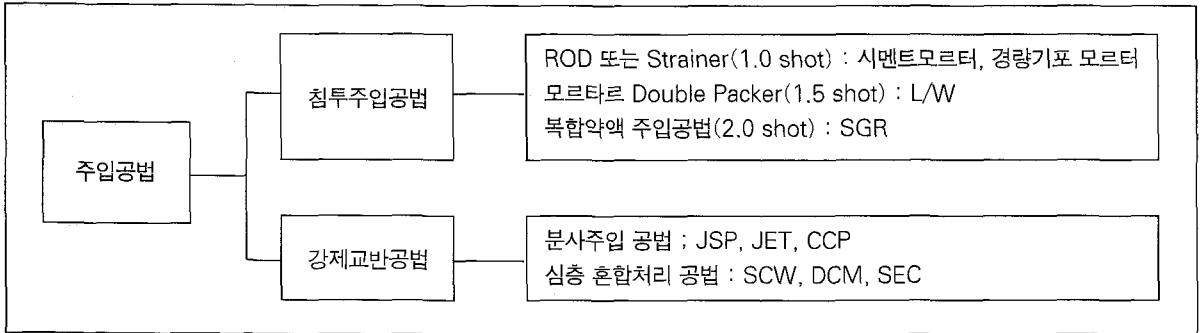 주입공법
침투주입공법
ROD 또는 Strainer(1.0 shot) : 시멘트모르터, 경량기포 모르터
모르타르 Double Packer(1.5 shot) : L/W
복합약액 주입공법(2.0 shot) : SGR
강제교반공법
분사주입 공법 ; JSP, JET, CCP
심층 혼합처리 공법 : SCW, DCM, SEC